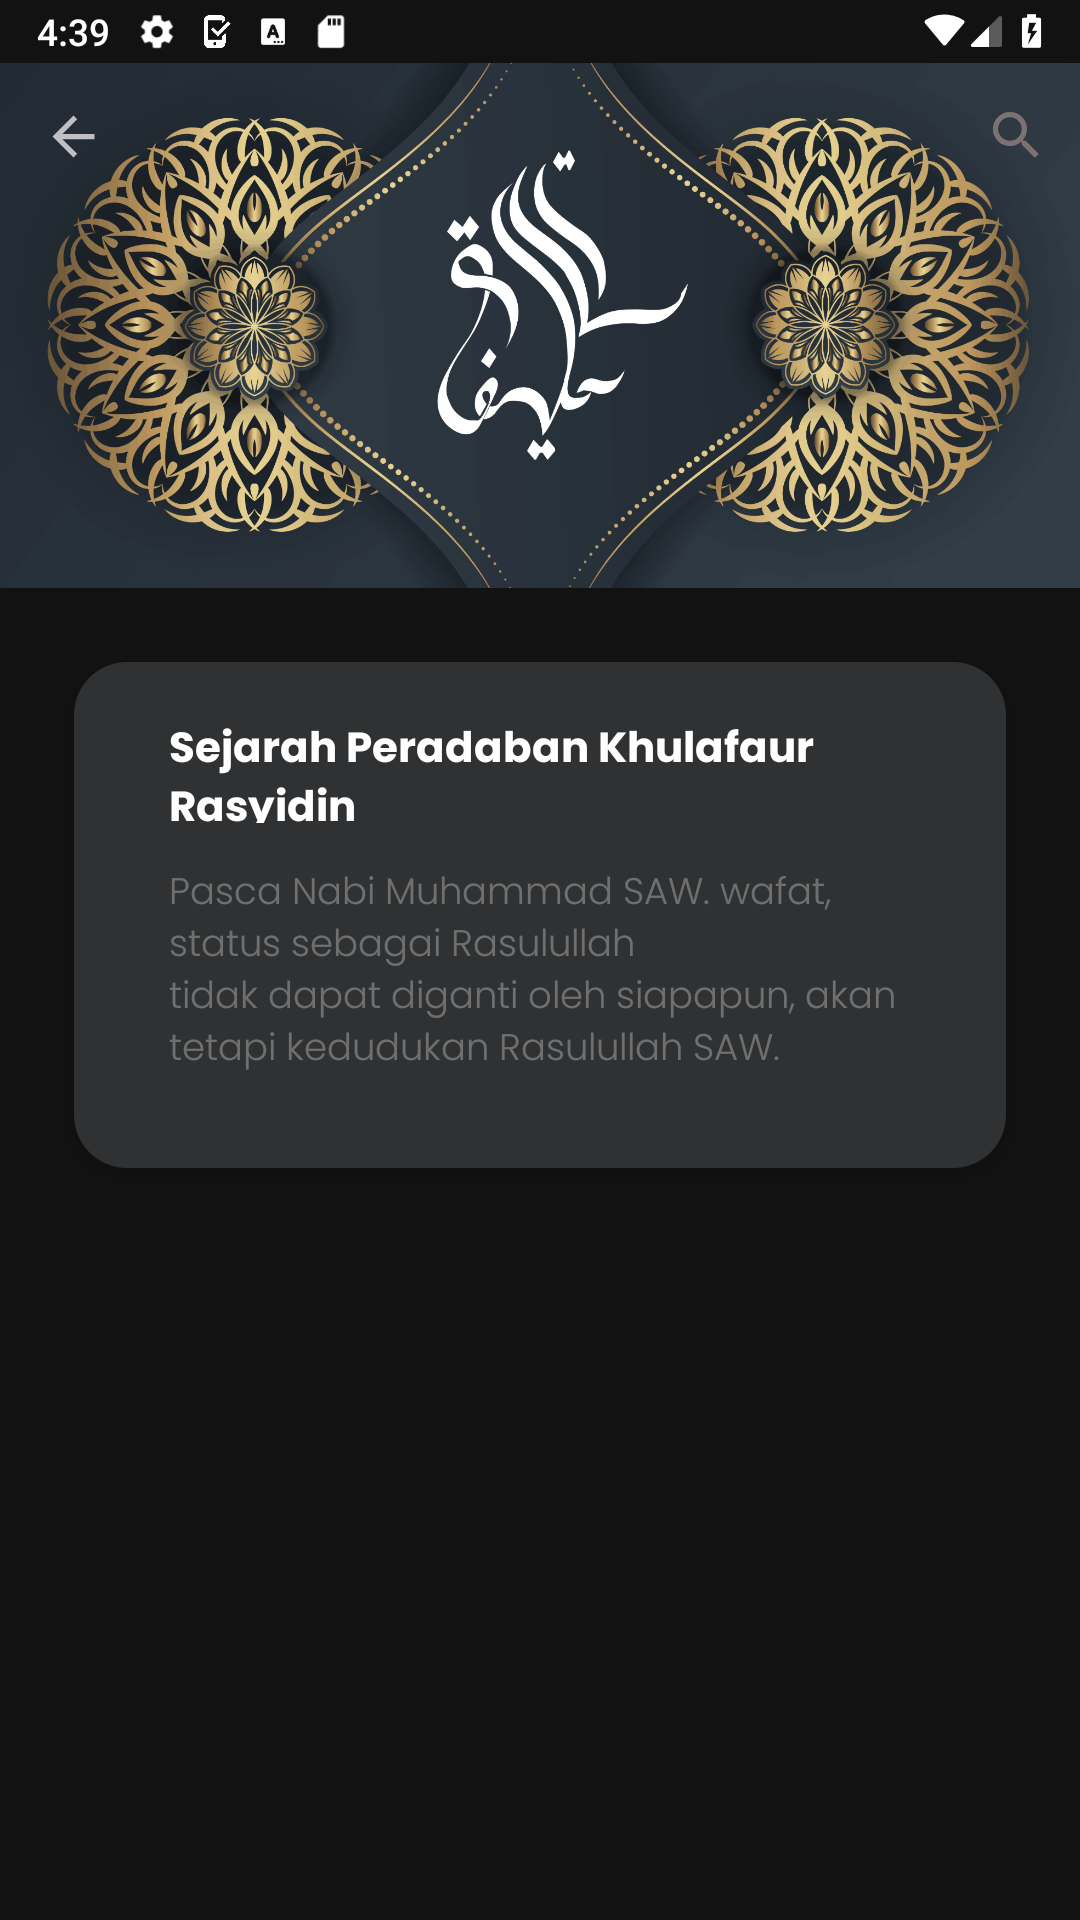 4:39
Sejarah Peradaban Khulafaur
Rasyidin
Pasca Nabi Muhammad SAW. wafat,
status sebagai Rasulullah
tidak dapat diganti oleh siapapun, akan
tetapi kedudukan Rasulullah SAW.